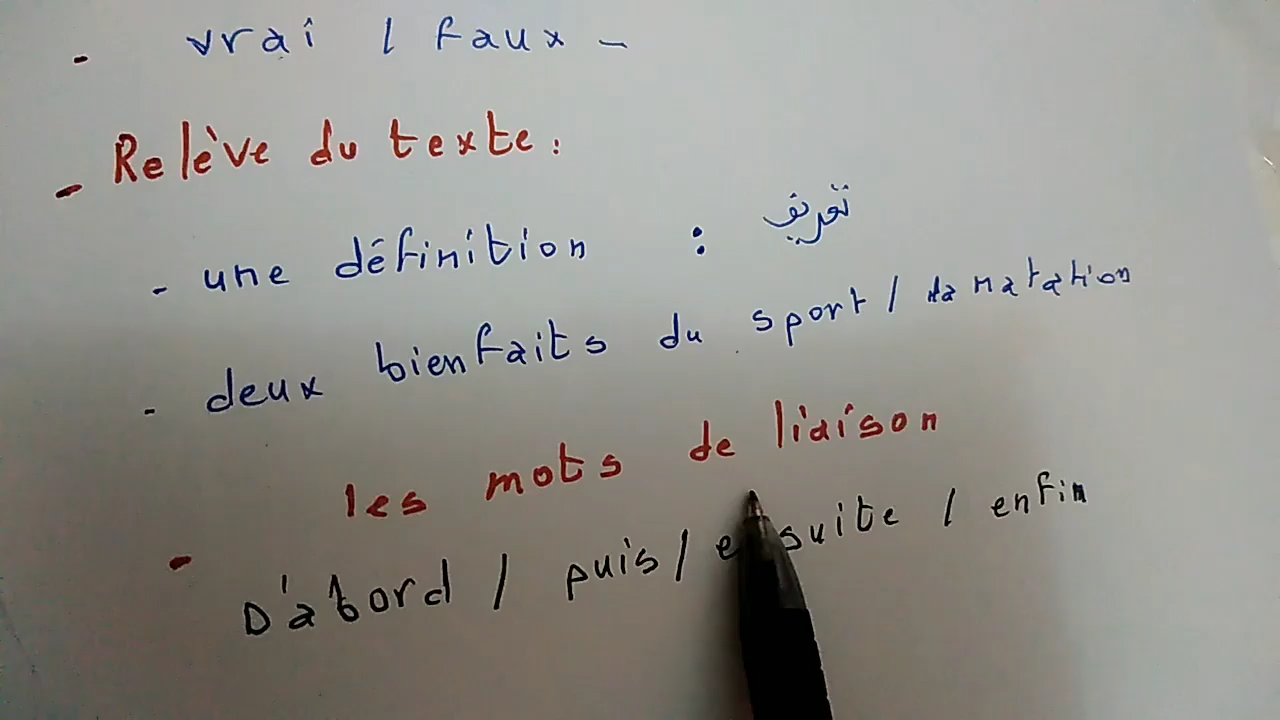 - vrai / faux -
- Relève du texte :
- une définition : تعريف
- deux bienfaits du sport / la natation
les mots de liaison
- D'abord / puis / ensuite / enfin